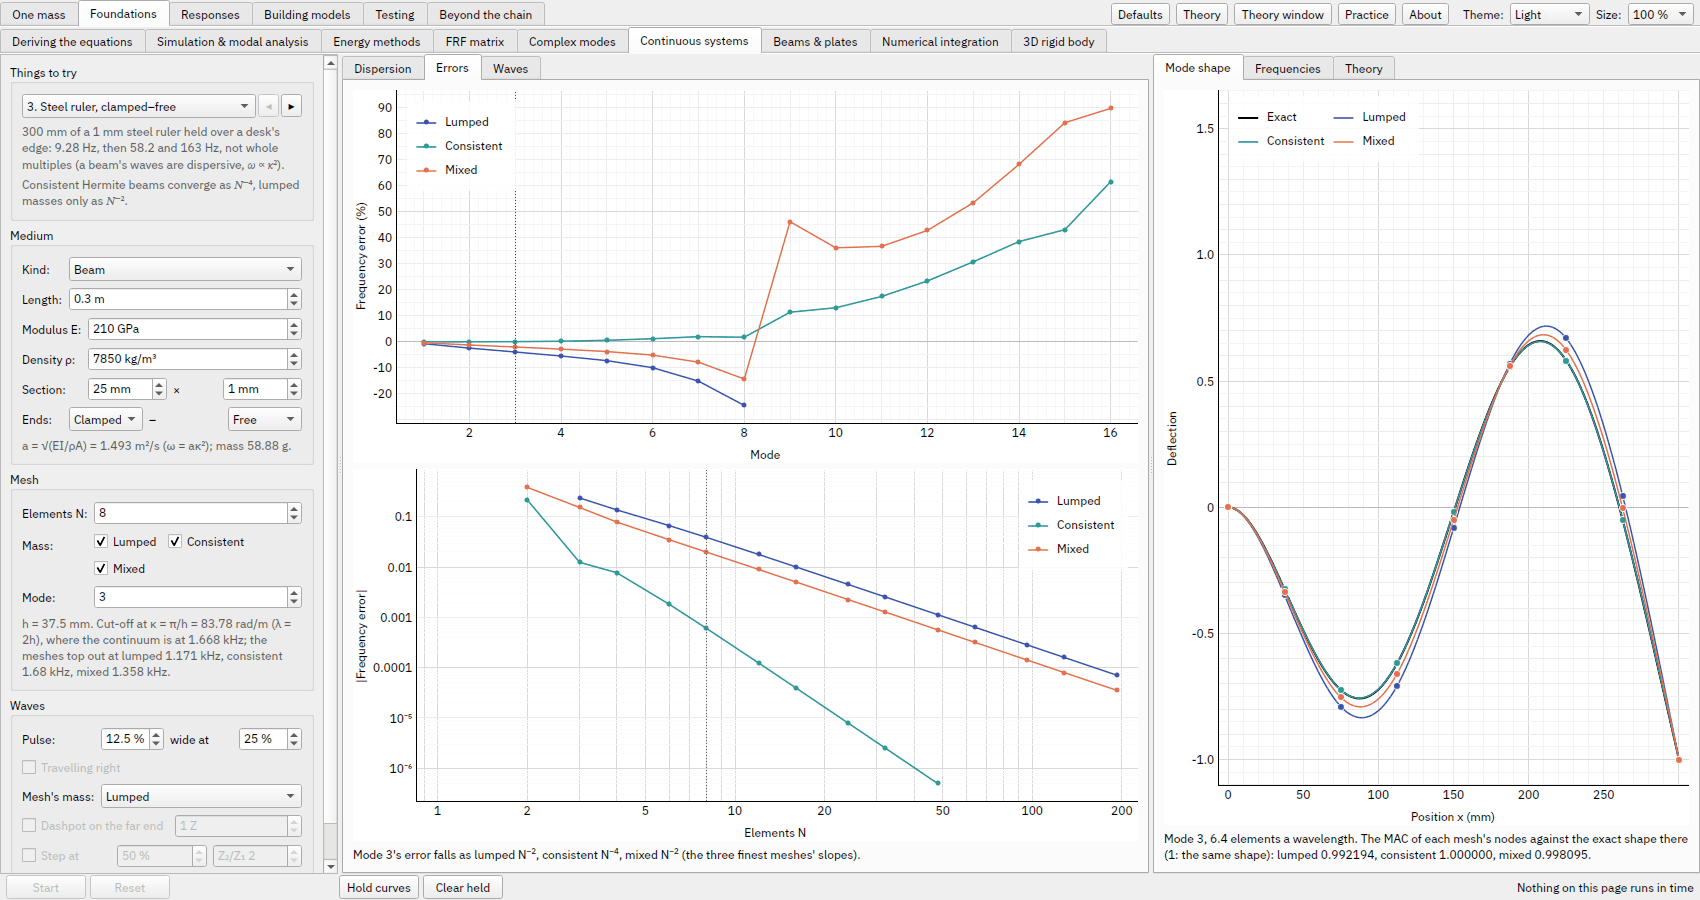 One mass
Foundations
Responses
Building models
Testing
Beyond the chain
Defaults
Theory
Theory window
Practice
About
Theme:
Light
Size:
100 %
Deriving the equations
Simulation & modal analysis
Energy methods
FRF matrix
Complex modes
Continuous systems
Beams & plates
Numerical integration
3D rigid body
Things to try
3. Steel ruler, clamped–free
300 mm of a 1 mm steel ruler held over a desk's
edge: 9.28 Hz, then 58.2 and 163 Hz, not whole
multiples (a beam's waves are dispersive, ω ∝ κ²).
Consistent Hermite beams converge as N⁻⁴, lumped
masses only as N⁻².
Medium
Kind:
Beam
Length:
0.3 m
Modulus E:
210 GPa
Density ρ:
7850 kg/m³
Section:
25 mm
×
1 mm
Ends:
Clamped
–
Free
a = √(EI/ρA) = 1.493 m²/s (ω = aκ²); mass 58.88 g.
Mesh
Elements N:
8
Mass:
Lumped
Consistent
Mixed
Mode:
3
h = 37.5 mm. Cut-off at κ = π/h = 83.78 rad/m (λ =
2h), where the continuum is at 1.668 kHz; the
meshes top out at lumped 1.171 kHz, consistent
1.68 kHz, mixed 1.358 kHz.
Waves
Pulse:
12.5 %
wide at
25 %
Travelling right
Mesh's mass:
Lumped
Dashpot on the far end
1 Z
Step at
50 %
Z₂/Z₁ 2
Start
Reset
Dispersion
Errors
Waves
Frequency error (%)
90
80
70
60
50
40
30
20
10
0
-10
-20
Lumped
Consistent
Mixed
2
4
6
8
10
12
14
16
Mode
|Frequency error|
0.1
0.01
0.001
0.0001
10⁻⁵
10⁻⁶
Lumped
Consistent
Mixed
1
2
5
10
20
50
100
200
Elements N
Mode 3's error falls as lumped N⁻², consistent N⁻⁴, mixed N⁻² (the three finest meshes' slopes).
Hold curves
Clear held
Mode shape
Frequencies
Theory
Exact
Lumped
Consistent
Mixed
Deflection
1.5
1.0
0.5
0
-0.5
-1.0
0
50
100
150
200
250
Position x (mm)
Mode 3, 6.4 elements a wavelength. The MAC of each mesh's nodes against the exact shape there
(1: the same shape): lumped 0.992194, consistent 1.000000, mixed 0.998095.
Nothing on this page runs in time